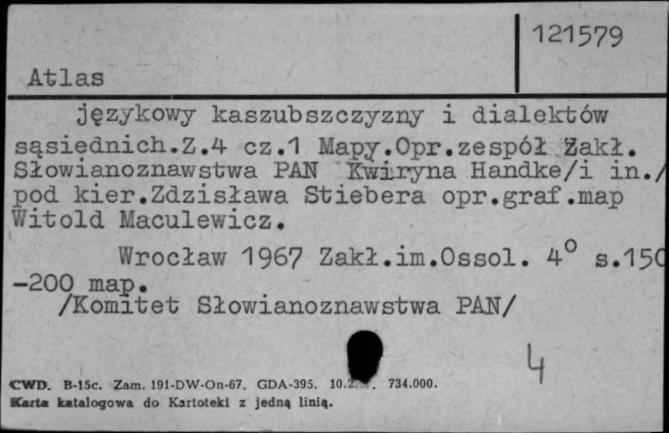 121579
Atlas
językowy kaszubszczyzny i dialektów
sąsiednich.Z.4 cz.1 Mapy.Opr.zespół Zakł.
Słowianoznawstwa PAN Kwiryna Handke/i in./
pod kier.Zdzisława Stiebera opr.graf.map
Witold Maculewicz.
Wrocław 1967 Zakł.im.Ossol. 4° s.150
-200 map.
/Komitet Słowianoznawstwa PAN/
4
CWD. B-15c. Zam. 191-DW-On-67. GDA-395. 734.000.
Karta katalogowa do Kartoteki z jedną linią.